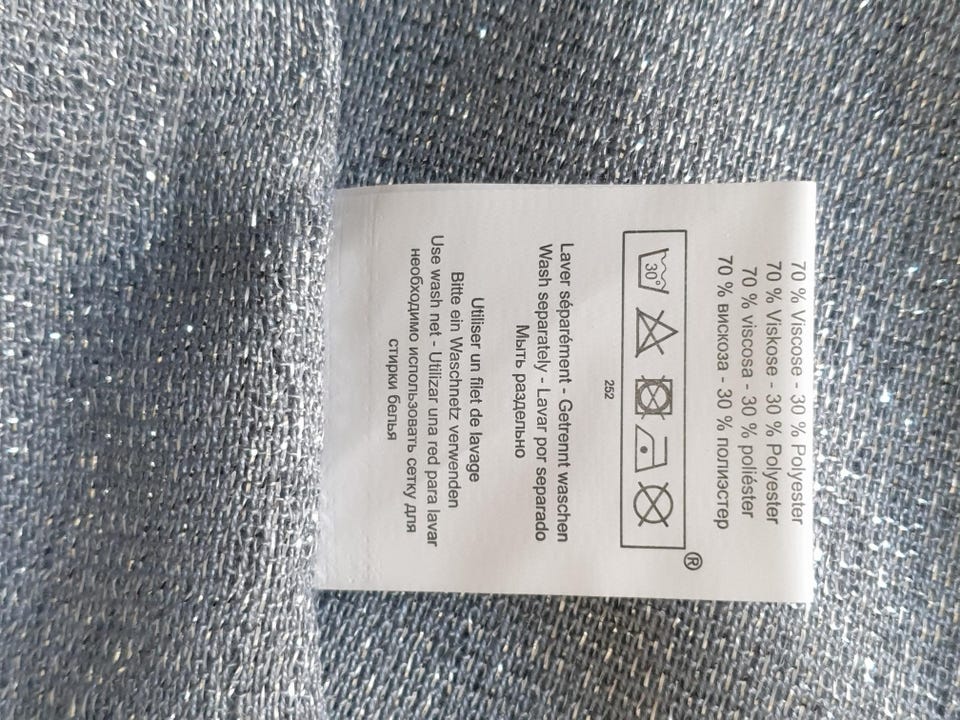 70 % Viscose - 30 % Polyester
70 % Viskose - 30 % Polyester
70 % viscosa - 30 % poliéster
70 % вискоза - 30 % полиэстер
®
30°
252
Laver séparément - Getrennt waschen
Wash separately - Lavar por separado
Мыть раздельно
Utiliser un filet de lavage
Bitte ein Waschnetz verwenden
Use wash net - Utilizar una red para lavar
необходимо использовать сетку для
стирки белья